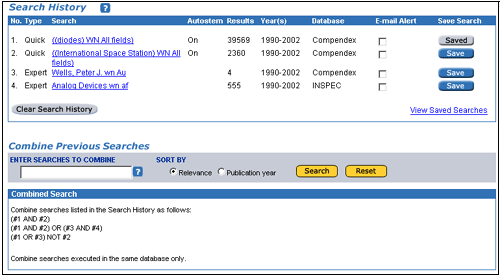 Search History ?
No. Type Search Autostem Results Year(s) Database E-mail Alert Save Search
1. Quick ((diodes) WN All fields) On 39569 1990-2002 Compendex Saved
2. Quick ((International Space Station) WN All fields) On 2360 1990-2002 Compendex Save
3. Expert Wells, Peter J. wn Au 4 1990-2002 Compendex Save
4. Expert Analog Devices wn af 555 1990-2002 INSPEC Save
Clear Search History View Saved Searches
Combine Previous Searches
ENTER SEARCHES TO COMBINE SORT BY
? Relevance Publication year Search Reset
Combined Search
Combine searches listed in the Search History as follows:
(#1 AND #2)
(#1 AND #2) OR (#3 AND #4)
(#1 OR #3) NOT #2
Combine searches executed in the same database only.